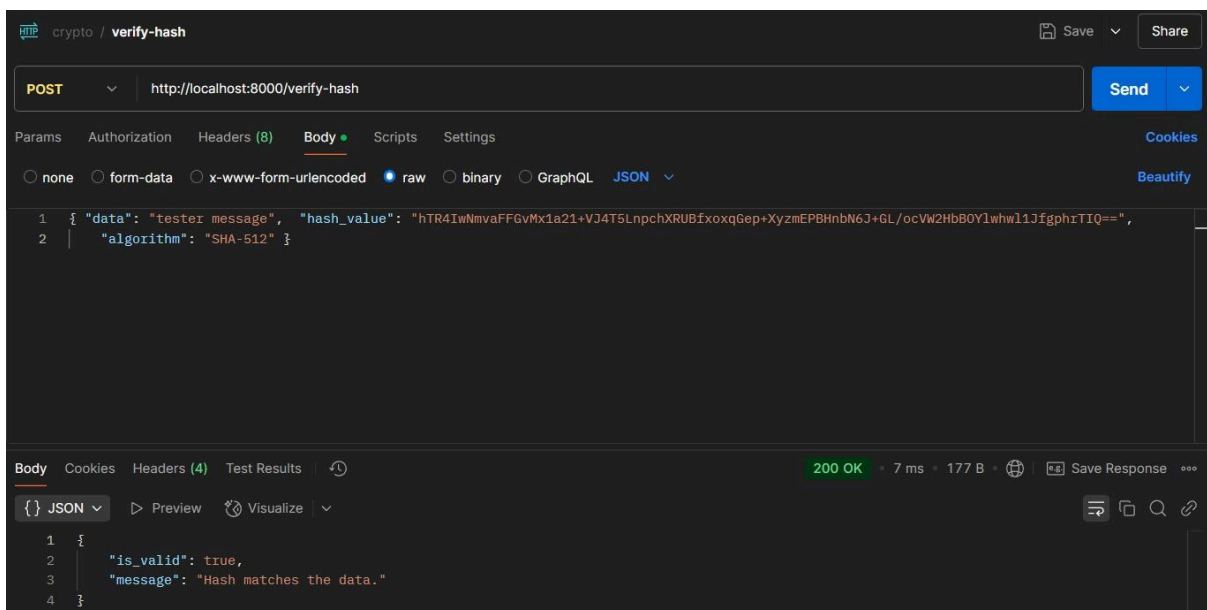 HTTP crypto / verify-hash Save Share
POST http://localhost:8000/verify-hash Send
Params Authorization Headers (8) Body Scripts Settings Cookies
none form-data x-www-form-urlencoded raw binary GraphQL JSON Beautify
1 { "data": "tester message", "hash_value": "hTR4IwNmvaFFGvMx1a21+VJ4T5LnpchXRUBfxoxqGep+XyzmEPBHnbN6J+GL/ocVW2HbBOYlwhwl1JfgphrTIQ==",
2 "algorithm": "SHA-512" }
Body Cookies Headers (4) Test Results 200 OK • 7 ms • 177 B • e.g. Save Response
{} JSON Preview Visualize
1 {
2 "is_valid": true,
3 "message": "Hash matches the data."
4 }